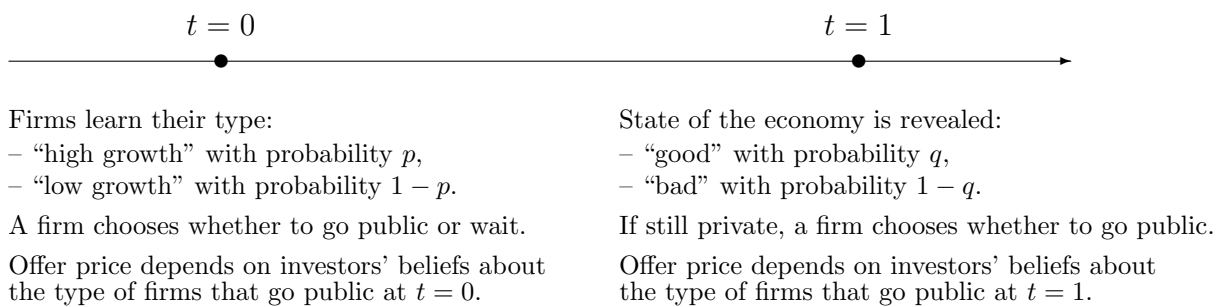 t = 0
t = 1
Firms learn their type:
– “high growth” with probability p,
– “low growth” with probability 1 − p.
A firm chooses whether to go public or wait.
Offer price depends on investors’ beliefs about
the type of firms that go public at t = 0.
State of the economy is revealed:
– “good” with probability q,
– “bad” with probability 1 − q.
If still private, a firm chooses whether to go public.
Offer price depends on investors’ beliefs about
the type of firms that go public at t = 1.